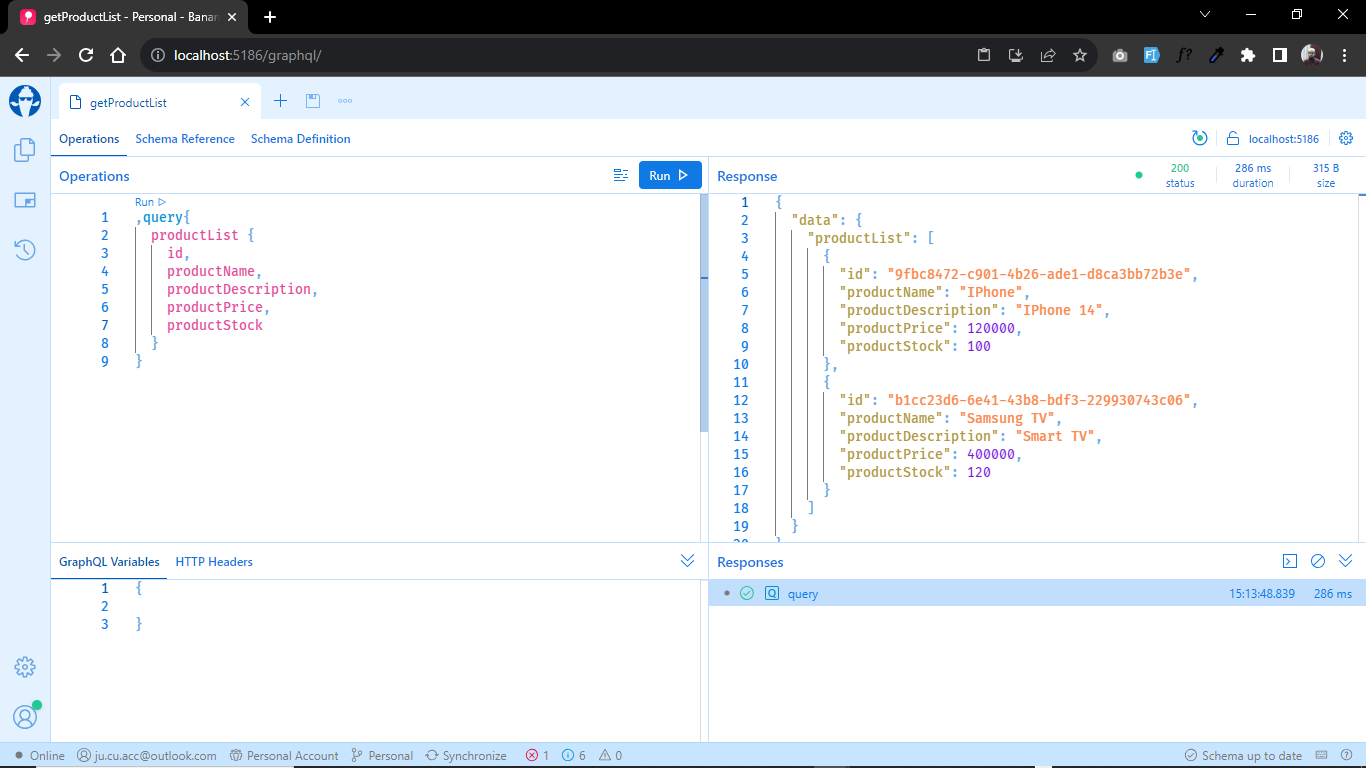 getProductList - Personal - Banan
localhost:5186/graphql/
getProductList
Operations Schema Reference Schema Definition
localhost:5186
Operations
Run
Run
1 ,query{
2 productList {
3 id,
4 productName,
5 productDescription,
6 productPrice,
7 productStock
8 }
9 }
Response
200 status
286 ms duration
315 B size
1 {
2 "data": {
3 "productList": [
4 {
5 "id": "9fbc8472-c901-4b26-ade1-d8ca3bb72b3e",
6 "productName": "IPhone",
7 "productDescription": "IPhone 14",
8 "productPrice": 120000,
9 "productStock": 100
10 },
11 {
12 "id": "b1cc23d6-6e41-43b8-bdf3-229930743c06",
13 "productName": "Samsung TV",
14 "productDescription": "Smart TV",
15 "productPrice": 400000,
16 "productStock": 120
17 }
18 ]
19 }
GraphQL Variables HTTP Headers
1 {
2
3 }
Responses
Q query 15:13:48.839 286 ms
Online ju.cu.acc@outlook.com Personal Account Personal Synchronize 1 6 0 Schema up to date